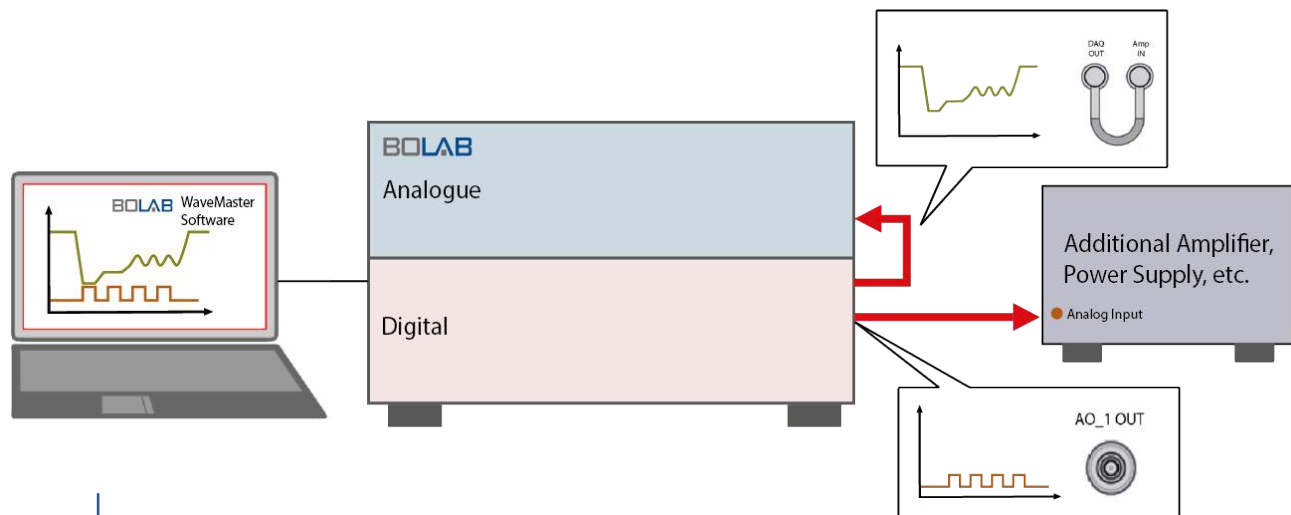 DAQ
OUT
Amp
IN
BOLAB
Analogue
BOLAB WaveMaster
Software
Additional Amplifier,
Power Supply, etc.
Analog Input
Digital
AO_1 OUT